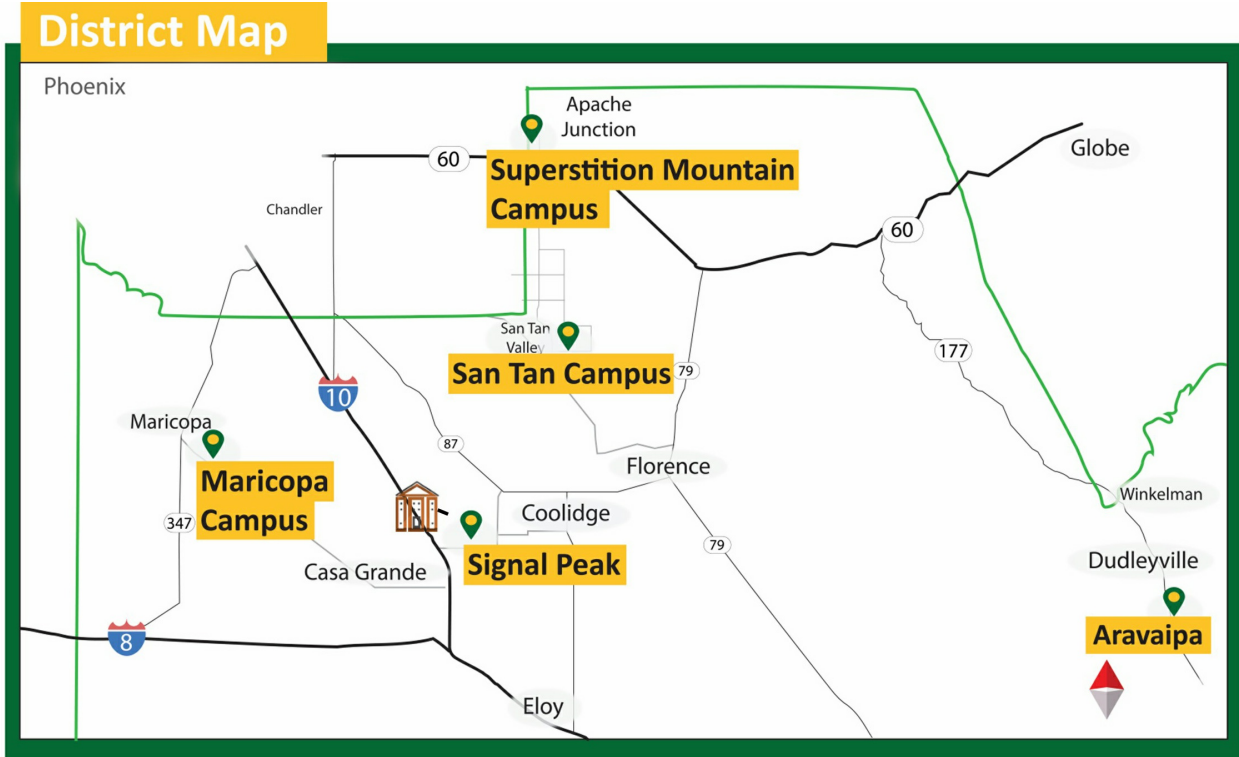 District Map
Phoenix
Apache
Junction
60
Superstition Mountain
Campus
Globe
Chandler
60
San Tan
Valley
San Tan Campus
79
177
10
Maricopa
87
Maricopa
Campus
Florence
Winkelman
347
Coolidge
Signal Peak
79
Casa Grande
Dudleyville
8
Aravaipa
Eloy